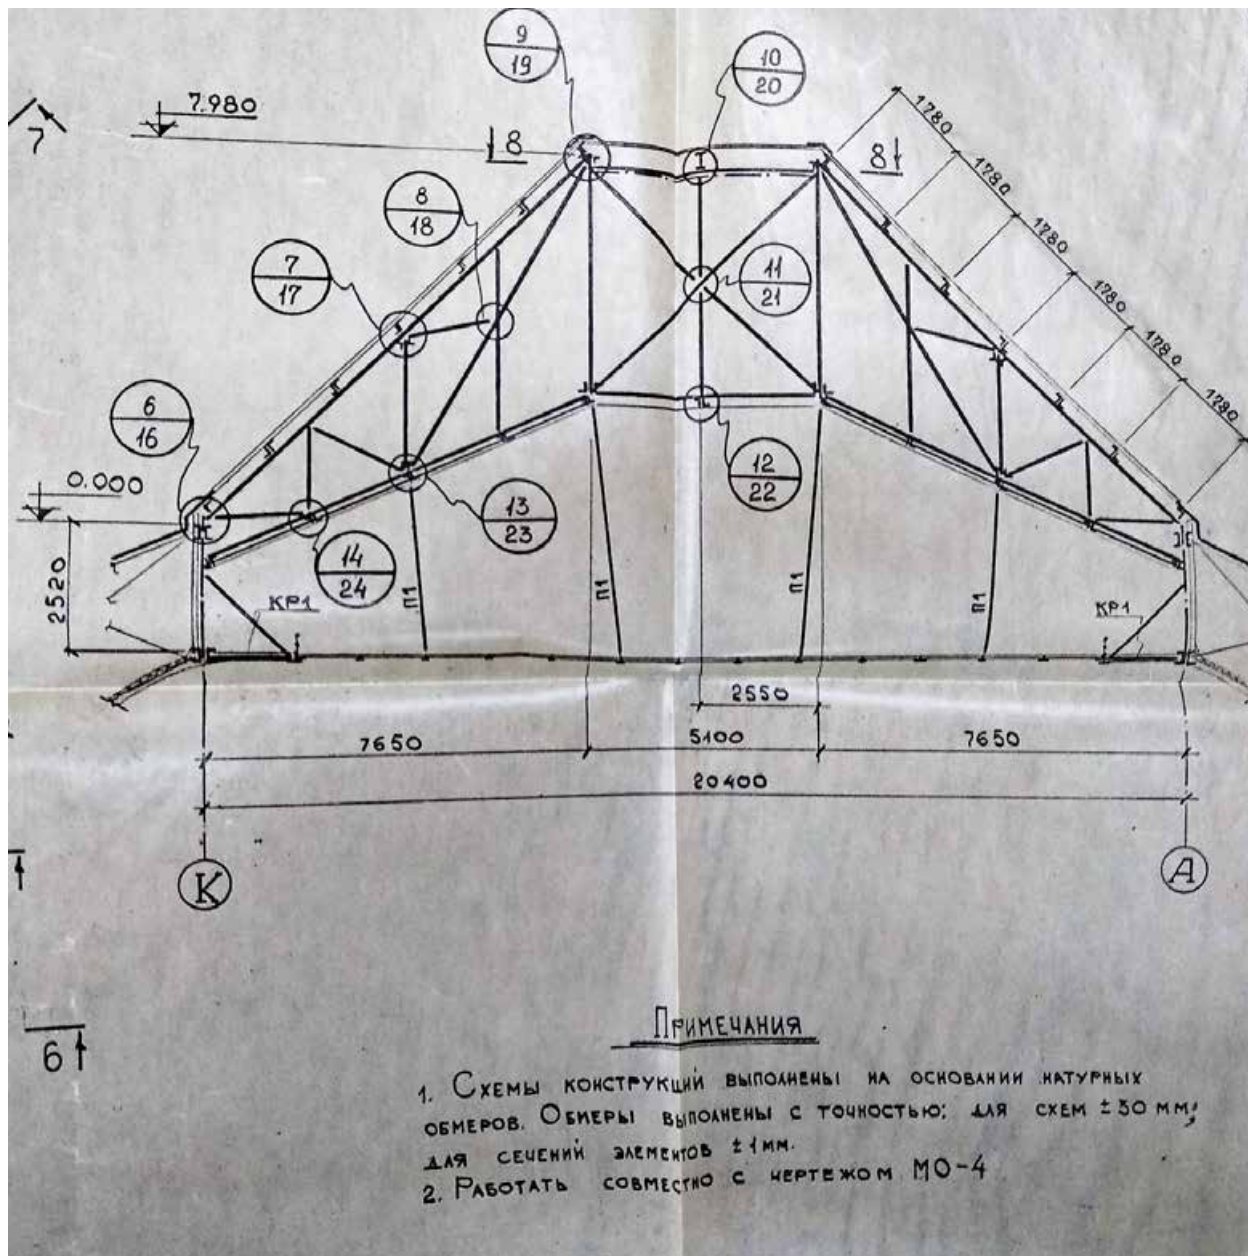 9
19
10
20
7.980
7
8
8
1780
1780
1780
1780
1780
1780
8
18
7
17
11
21
6
16
0.000
12
22
13
23
14
24
2520
КР1
П1
П1
П1
П1
КР1
2550
7650
5100
7650
20400
К
А
6
Примечания
1. Схемы конструкций выполнены на основании натурных
обмеров. Обмеры выполнены с точностью: для схем ±30 мм;
для сечений элементов ±1мм.
2. Работать совместно с чертежом МО-4